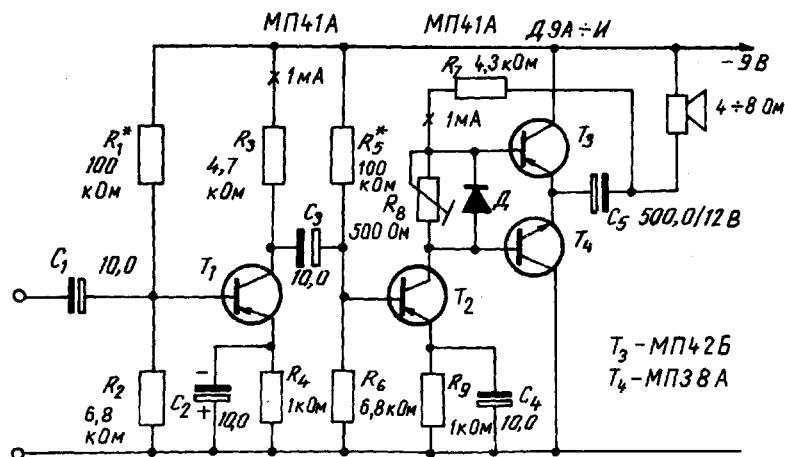 МП41А МП41А Д9А÷И
-9В
R7 4,3кОм
1мА
1мА
4÷8 Ом
R1*
100
кОм
R3
4,7
кОм
R5*
100
кОм
R8
500 Ом
Д
T3
C5 500,0/12В
T4
C1 10,0
C3
10,0
T1
T2
T3-МП42Б
T4-МП38А
R2
6,8
кОм
-
C2
+
10,0
R4
1кОм
R6
6,8кОм
R9
1кОм
C4
10,0